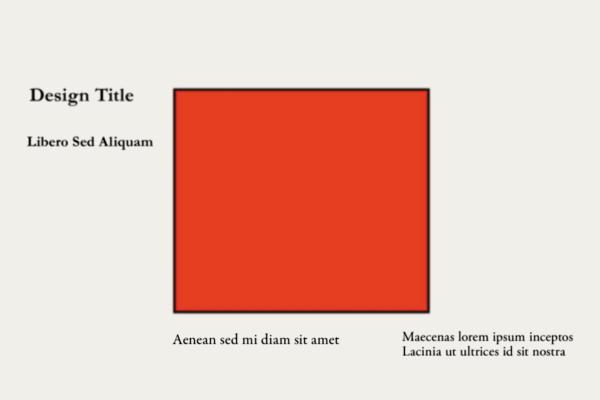 Design Title
Libero Sed Aliquam
Aenean sed mi diam sit amet
Maecenas lorem ipsum inceptos
Lacinia ut ultrices id sit nostra